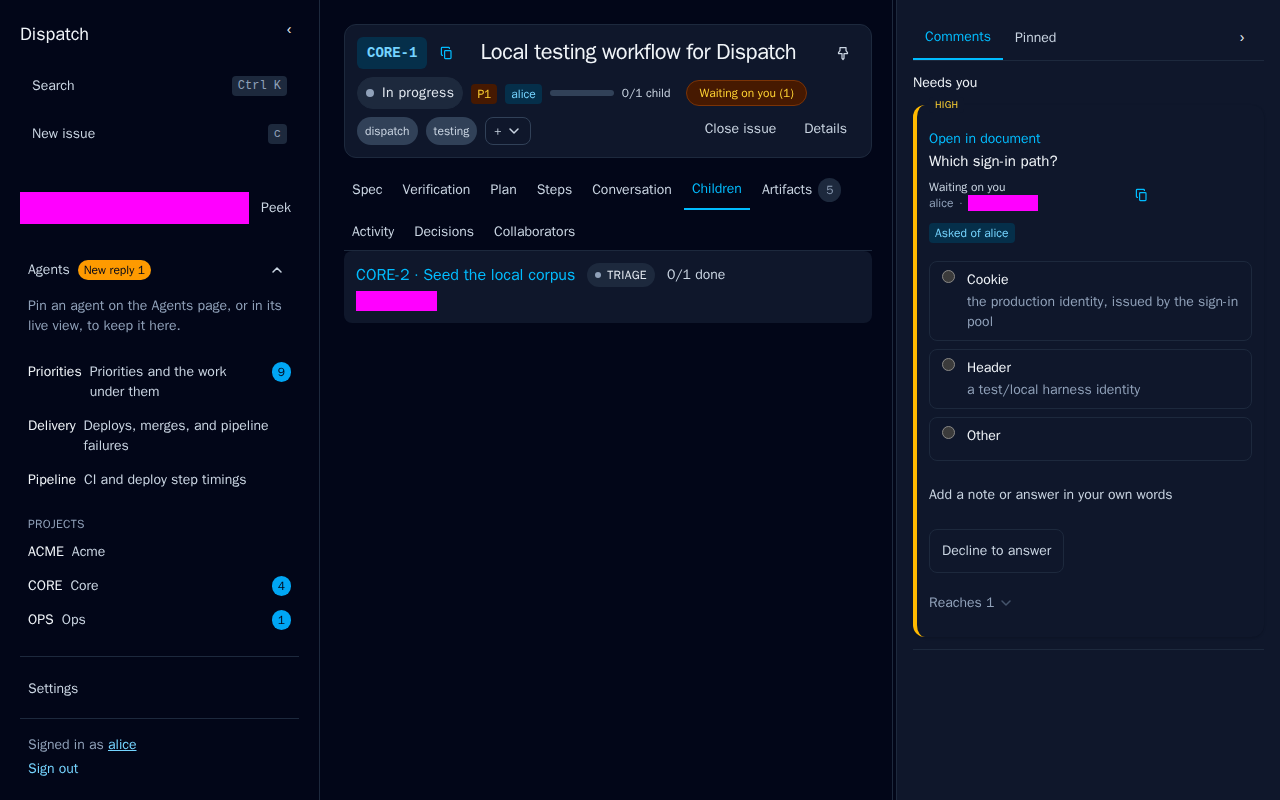 Dispatch
Search
Ctrl K
New issue
C
Peek
Agents
New reply 1
Pin an agent on the Agents page, or in its
live view, to keep it here.
Priorities
Priorities and the work
under them
9
Delivery
Deploys, merges, and pipeline
failures
Pipeline
CI and deploy step timings
PROJECTS
ACME Acme
CORE Core
4
OPS Ops
1
Settings
Signed in as alice
Sign out
CORE-1
Local testing workflow for Dispatch
In progress
P1
alice
0/1 child
Waiting on you (1)
dispatch
testing
+
Close issue
Details
Spec
Verification
Plan
Steps
Conversation
Children
Artifacts
5
Activity
Decisions
Collaborators
CORE-2 · Seed the local corpus
TRIAGE
0/1 done
Comments
Pinned
Needs you
HIGH
Open in document
Which sign-in path?
Waiting on you
alice ·
Asked of alice
Cookie
the production identity, issued by the sign-in
pool
Header
a test/local harness identity
Other
Add a note or answer in your own words
Decline to answer
Reaches 1